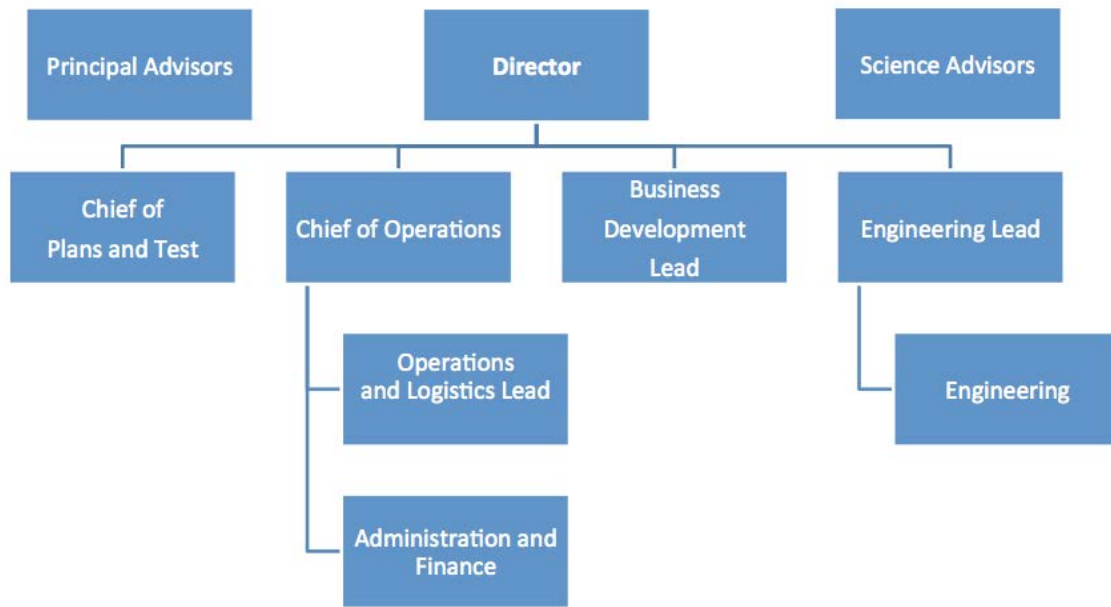 Principal Advisors
Director
Science Advisors
Chief of
Plans and Test
Chief of Operations
Business
Development
Lead
Engineering Lead
Operations
and Logistics Lead
Engineering
Administration and
Finance